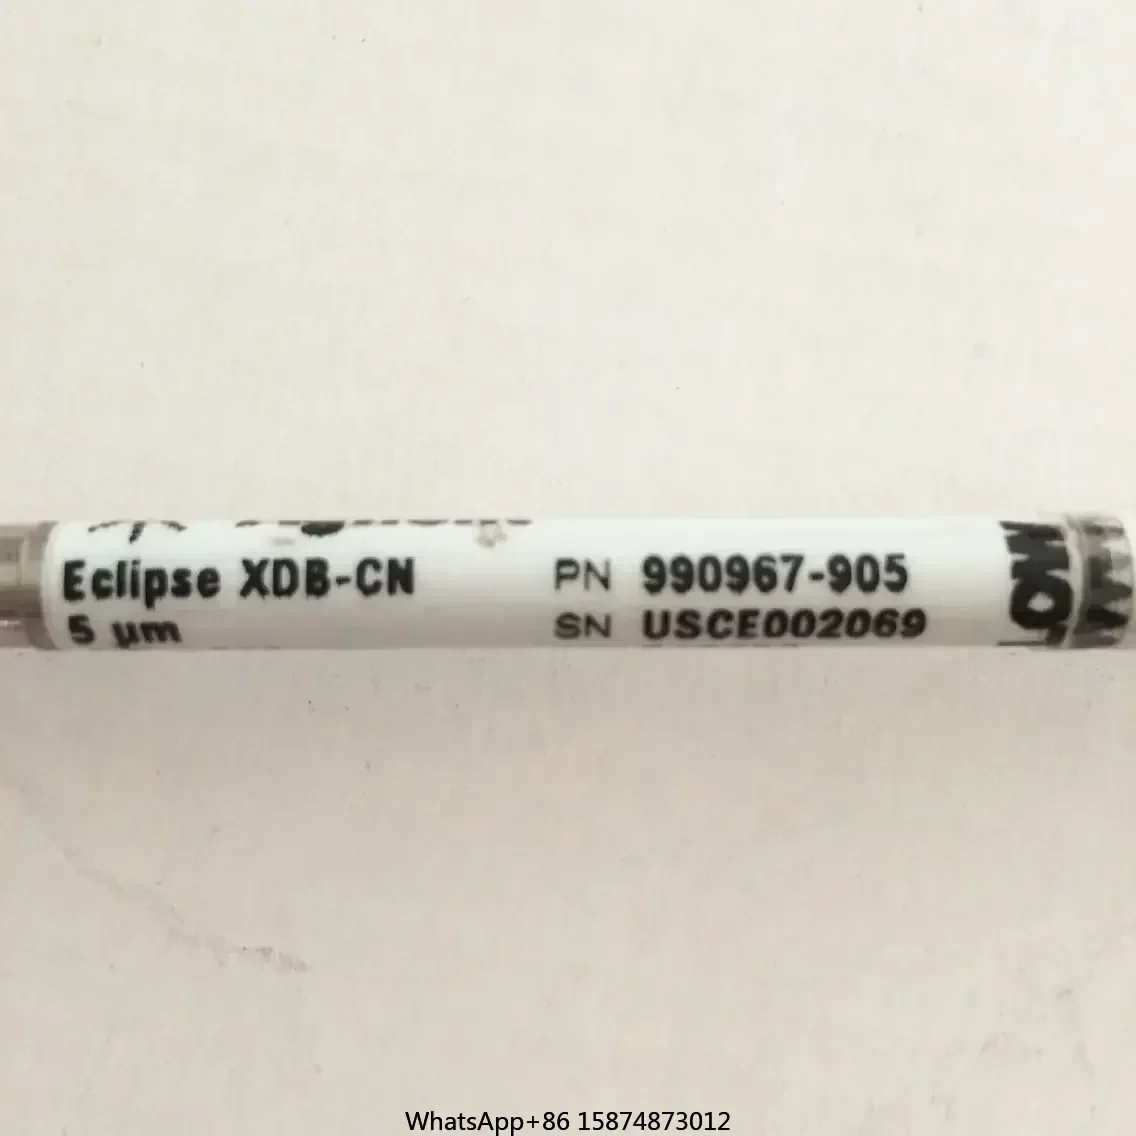 Eclipse XDB-CN PN 990967-905
5 µm SN USCE002069
WhatsApp+86 15874873012